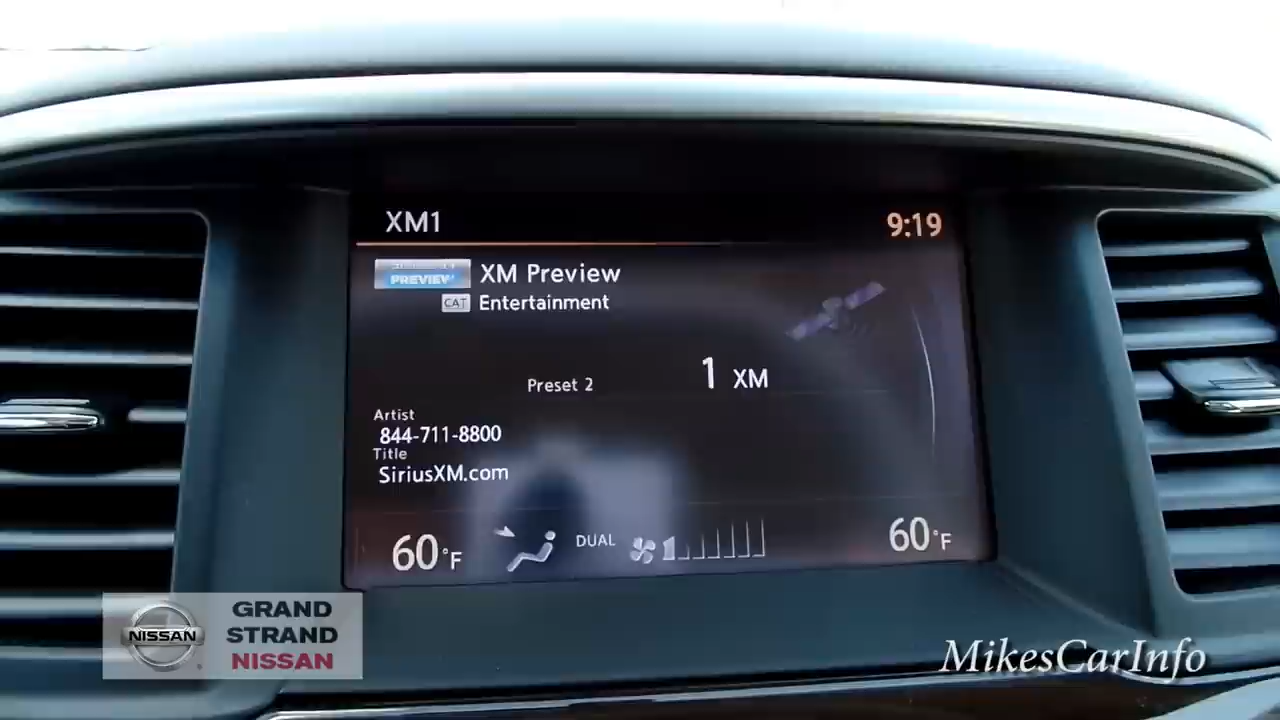 XM1
9:19
PREVIEW
XM Preview
CAT
Entertainment
Preset 2
1 XM
Artist
844-711-8800
Title
SiriusXM.com
60°F
DUAL
60°F
NISSAN
GRAND
STRAND
NISSAN
MikesCarInfo